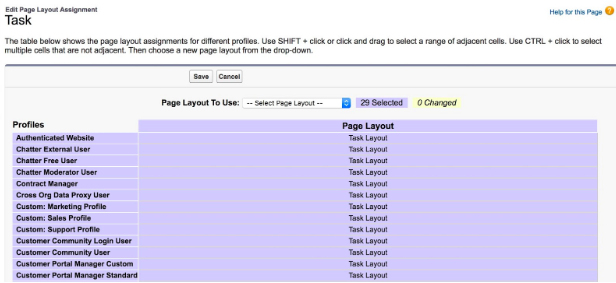 Edit Page Layout Assignment
Task
Help for this Page
The table below shows the page layout assignments for different profiles. Use SHIFT + click or click and drag to select a range of adjacent cells. Use CTRL + click to select
multiple cells that are not adjacent. Then choose a new page layout from the drop-down.
Save Cancel
Page Layout To Use: -- Select Page Layout -- 29 Selected 0 Changed
Profiles Page Layout
Authenticated Website Task Layout
Chatter External User Task Layout
Chatter Free User Task Layout
Chatter Moderator User Task Layout
Contract Manager Task Layout
Cross Org Data Proxy User Task Layout
Custom: Marketing Profile Task Layout
Custom: Sales Profile Task Layout
Custom: Support Profile Task Layout
Customer Community Login User Task Layout
Customer Community User Task Layout
Customer Portal Manager Custom Task Layout
Customer Portal Manager Standard Task Layout